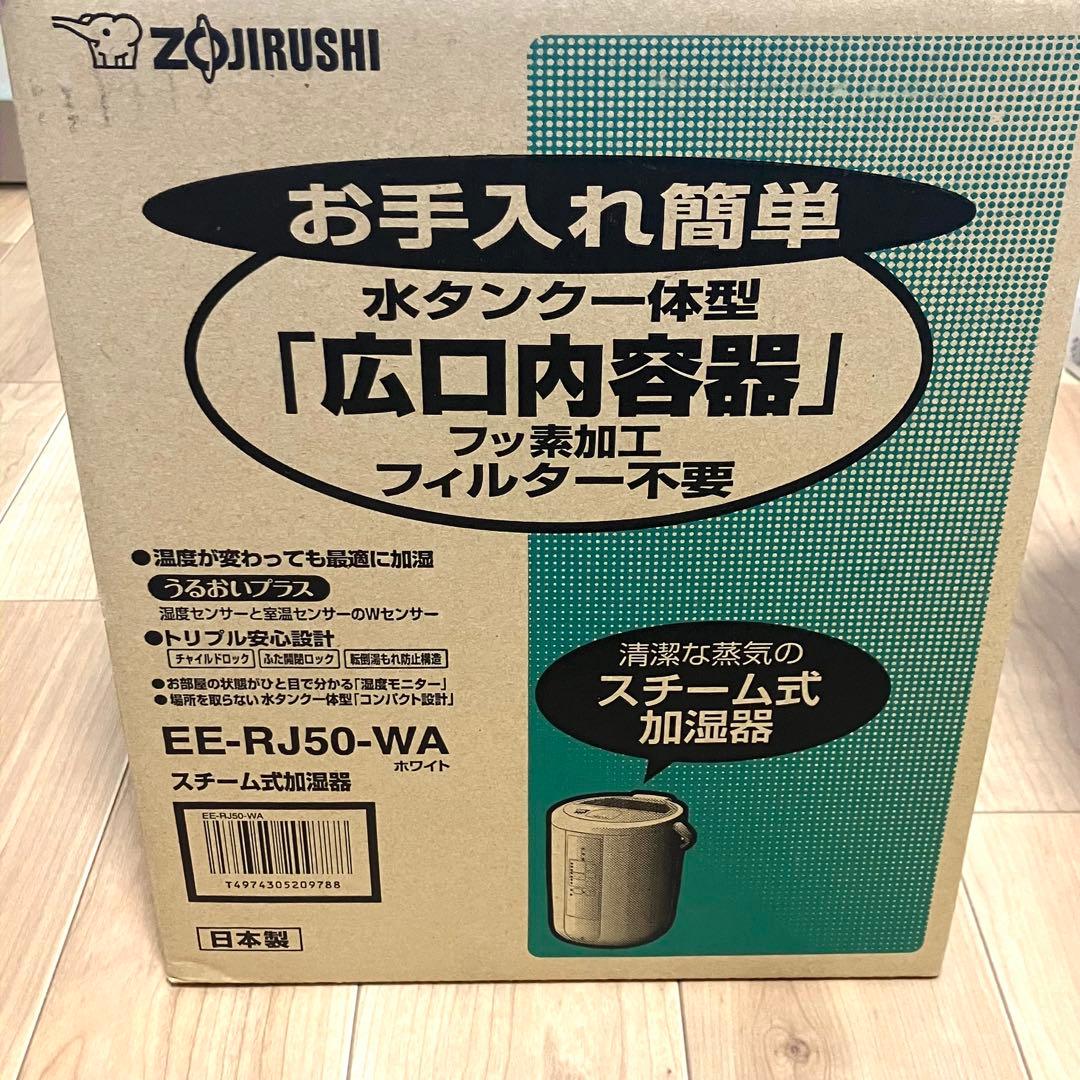 ZOJIRUSHI
お手入れ簡単
水タンク一体型
「広口内容器」
フッ素加工
フィルター不要
●温度が変わっても最適に加湿
うるおいプラス
湿度センサーと室温センサーのWセンサー
●トリプル安心設計
チャイルドロック ふた開閉ロック 転倒湯もれ防止構造
●お部屋の状態がひと目で分かる「湿度モニター」
●場所を取らない水タンク一体型「コンパクト設計」
EE-RJ50-WA
ホワイト
スチーム式加湿器
EE-RJ50-WA
T4974305209788
日本製
清潔な蒸気の
スチーム式
加湿器